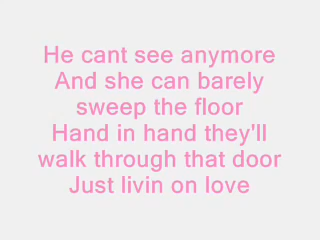 He cant see anymore
And she can barely
sweep the floor
Hand in hand they'll
walk through that door
Just livin on love